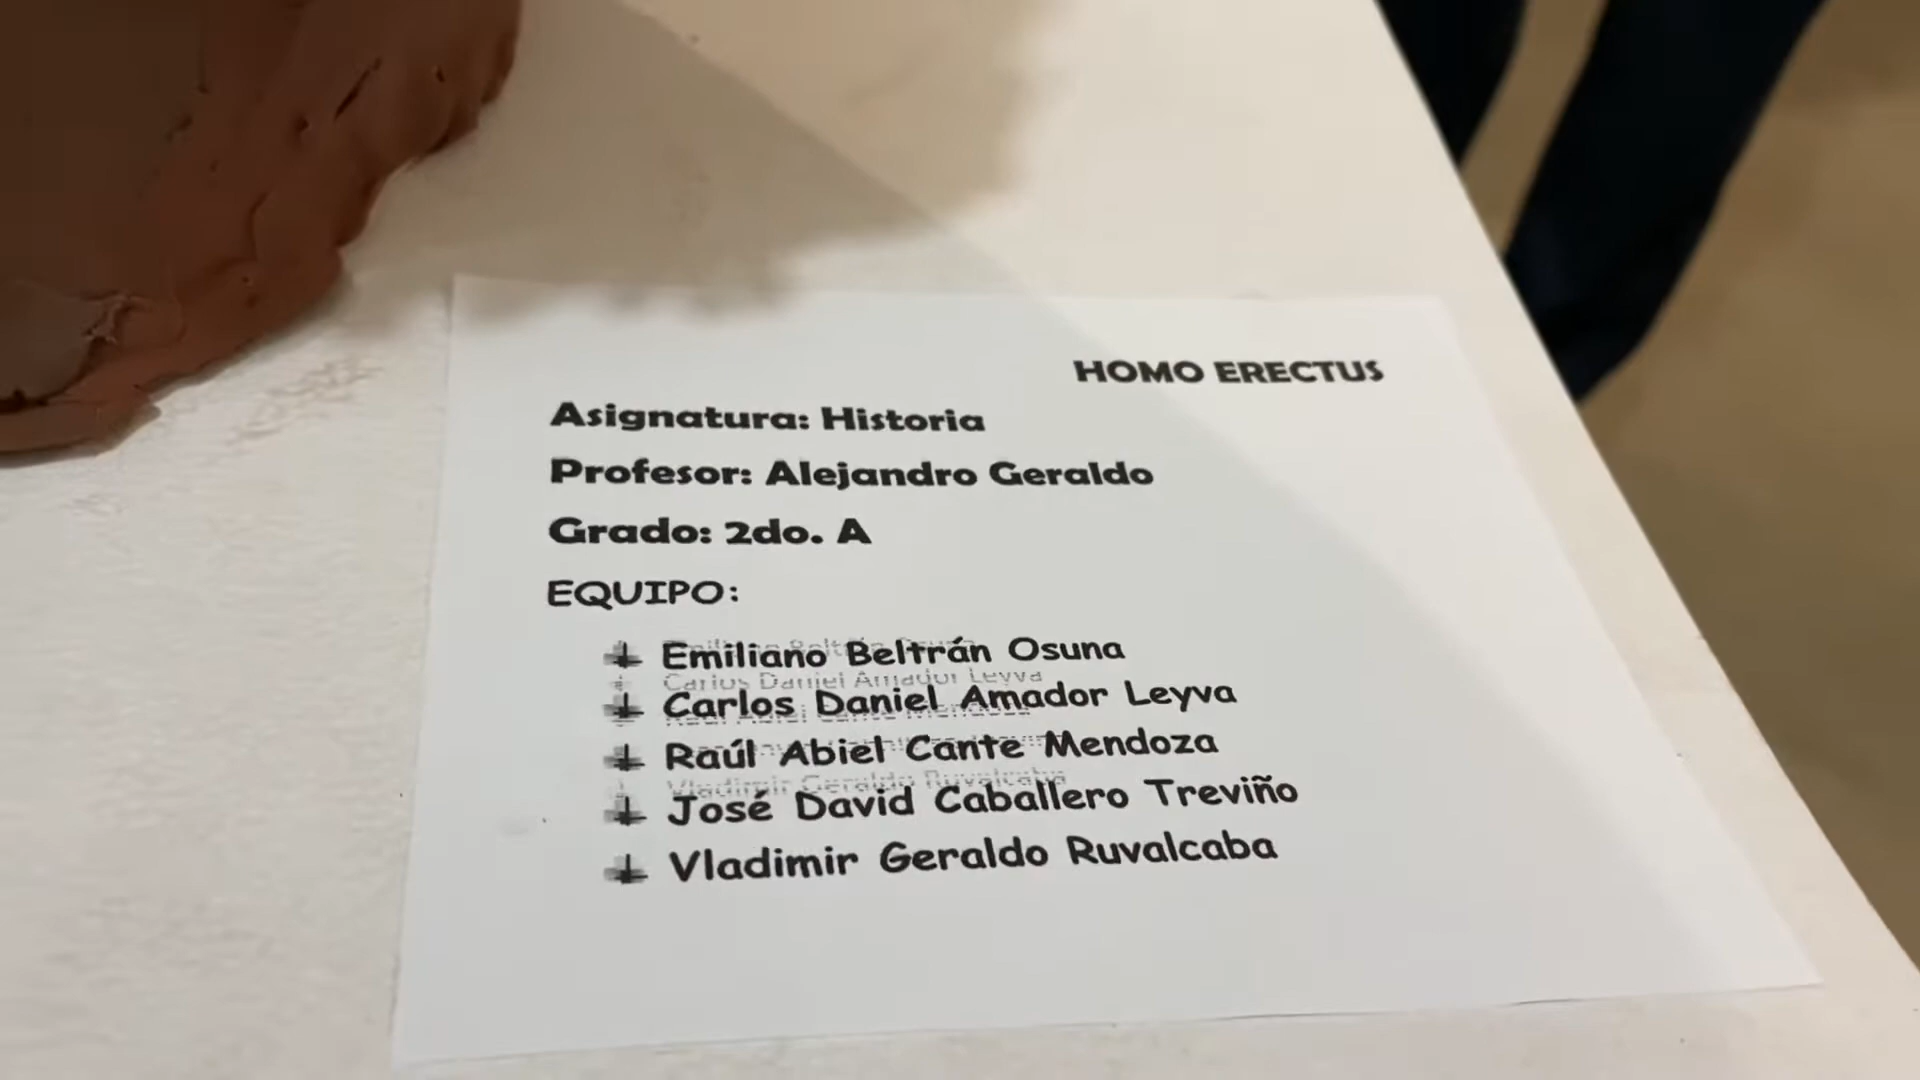 HOMO ERECTUS
Asignatura: Historia
Profesor: Alejandro Geraldo
Grado: 2do. A
EQUIPO:
Emiliano Beltrán Osuna
Carlos Daniel Amador Leyva
Raúl Abiel Cante Mendoza
José David Caballero Treviño
Vladimir Geraldo Ruvalcaba